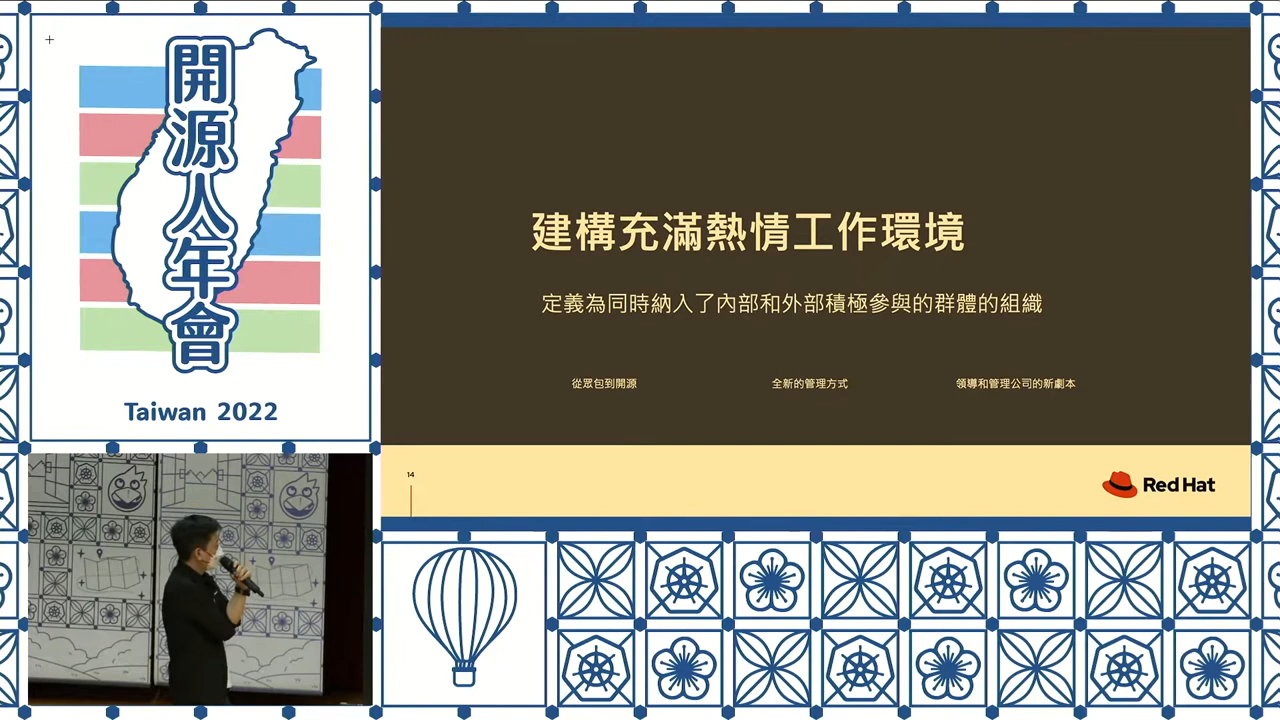 開源人年會
Taiwan 2022
建構充滿熱情工作環境
定義為同時納入了內部和外部積極參與的群體的組織
從眾包到開源
全新的管理方式
領導和管理公司的新劇本
14
Red Hat